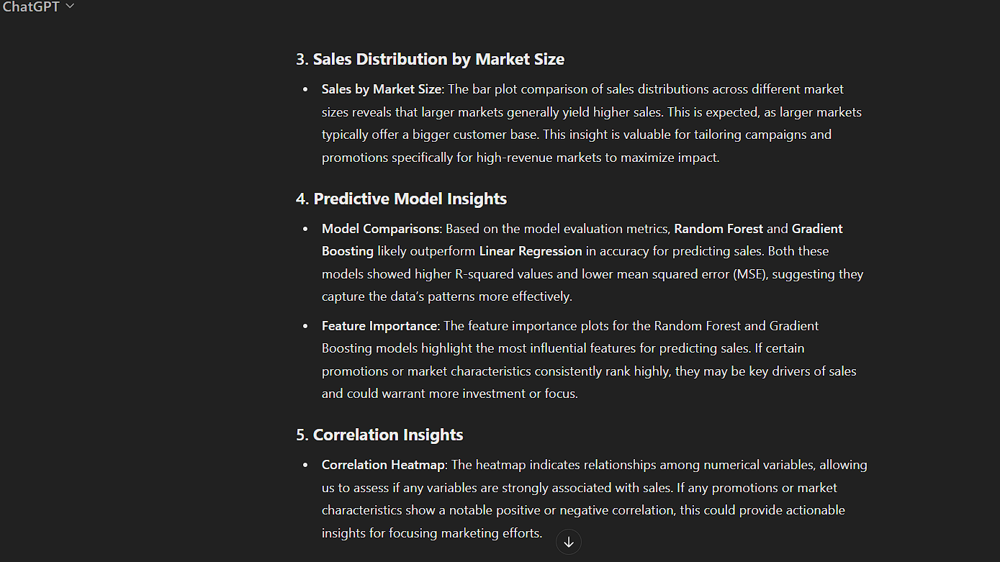 ChatGPT
3. Sales Distribution by Market Size
• Sales by Market Size: The bar plot comparison of sales distributions across different market
sizes reveals that larger markets generally yield higher sales. This is expected, as larger markets
typically offer a bigger customer base. This insight is valuable for tailoring campaigns and
promotions specifically for high-revenue markets to maximize impact.
4. Predictive Model Insights
• Model Comparisons: Based on the model evaluation metrics, Random Forest and Gradient
Boosting likely outperform Linear Regression in accuracy for predicting sales. Both these
models showed higher R-squared values and lower mean squared error (MSE), suggesting they
capture the data’s patterns more effectively.
• Feature Importance: The feature importance plots for the Random Forest and Gradient
Boosting models highlight the most influential features for predicting sales. If certain
promotions or market characteristics consistently rank highly, they may be key drivers of sales
and could warrant more investment or focus.
5. Correlation Insights
• Correlation Heatmap: The heatmap indicates relationships among numerical variables, allowing
us to assess if any variables are strongly associated with sales. If any promotions or market
characteristics show a notable positive or negative correlation, this could provide actionable
insights for focusing marketing efforts.